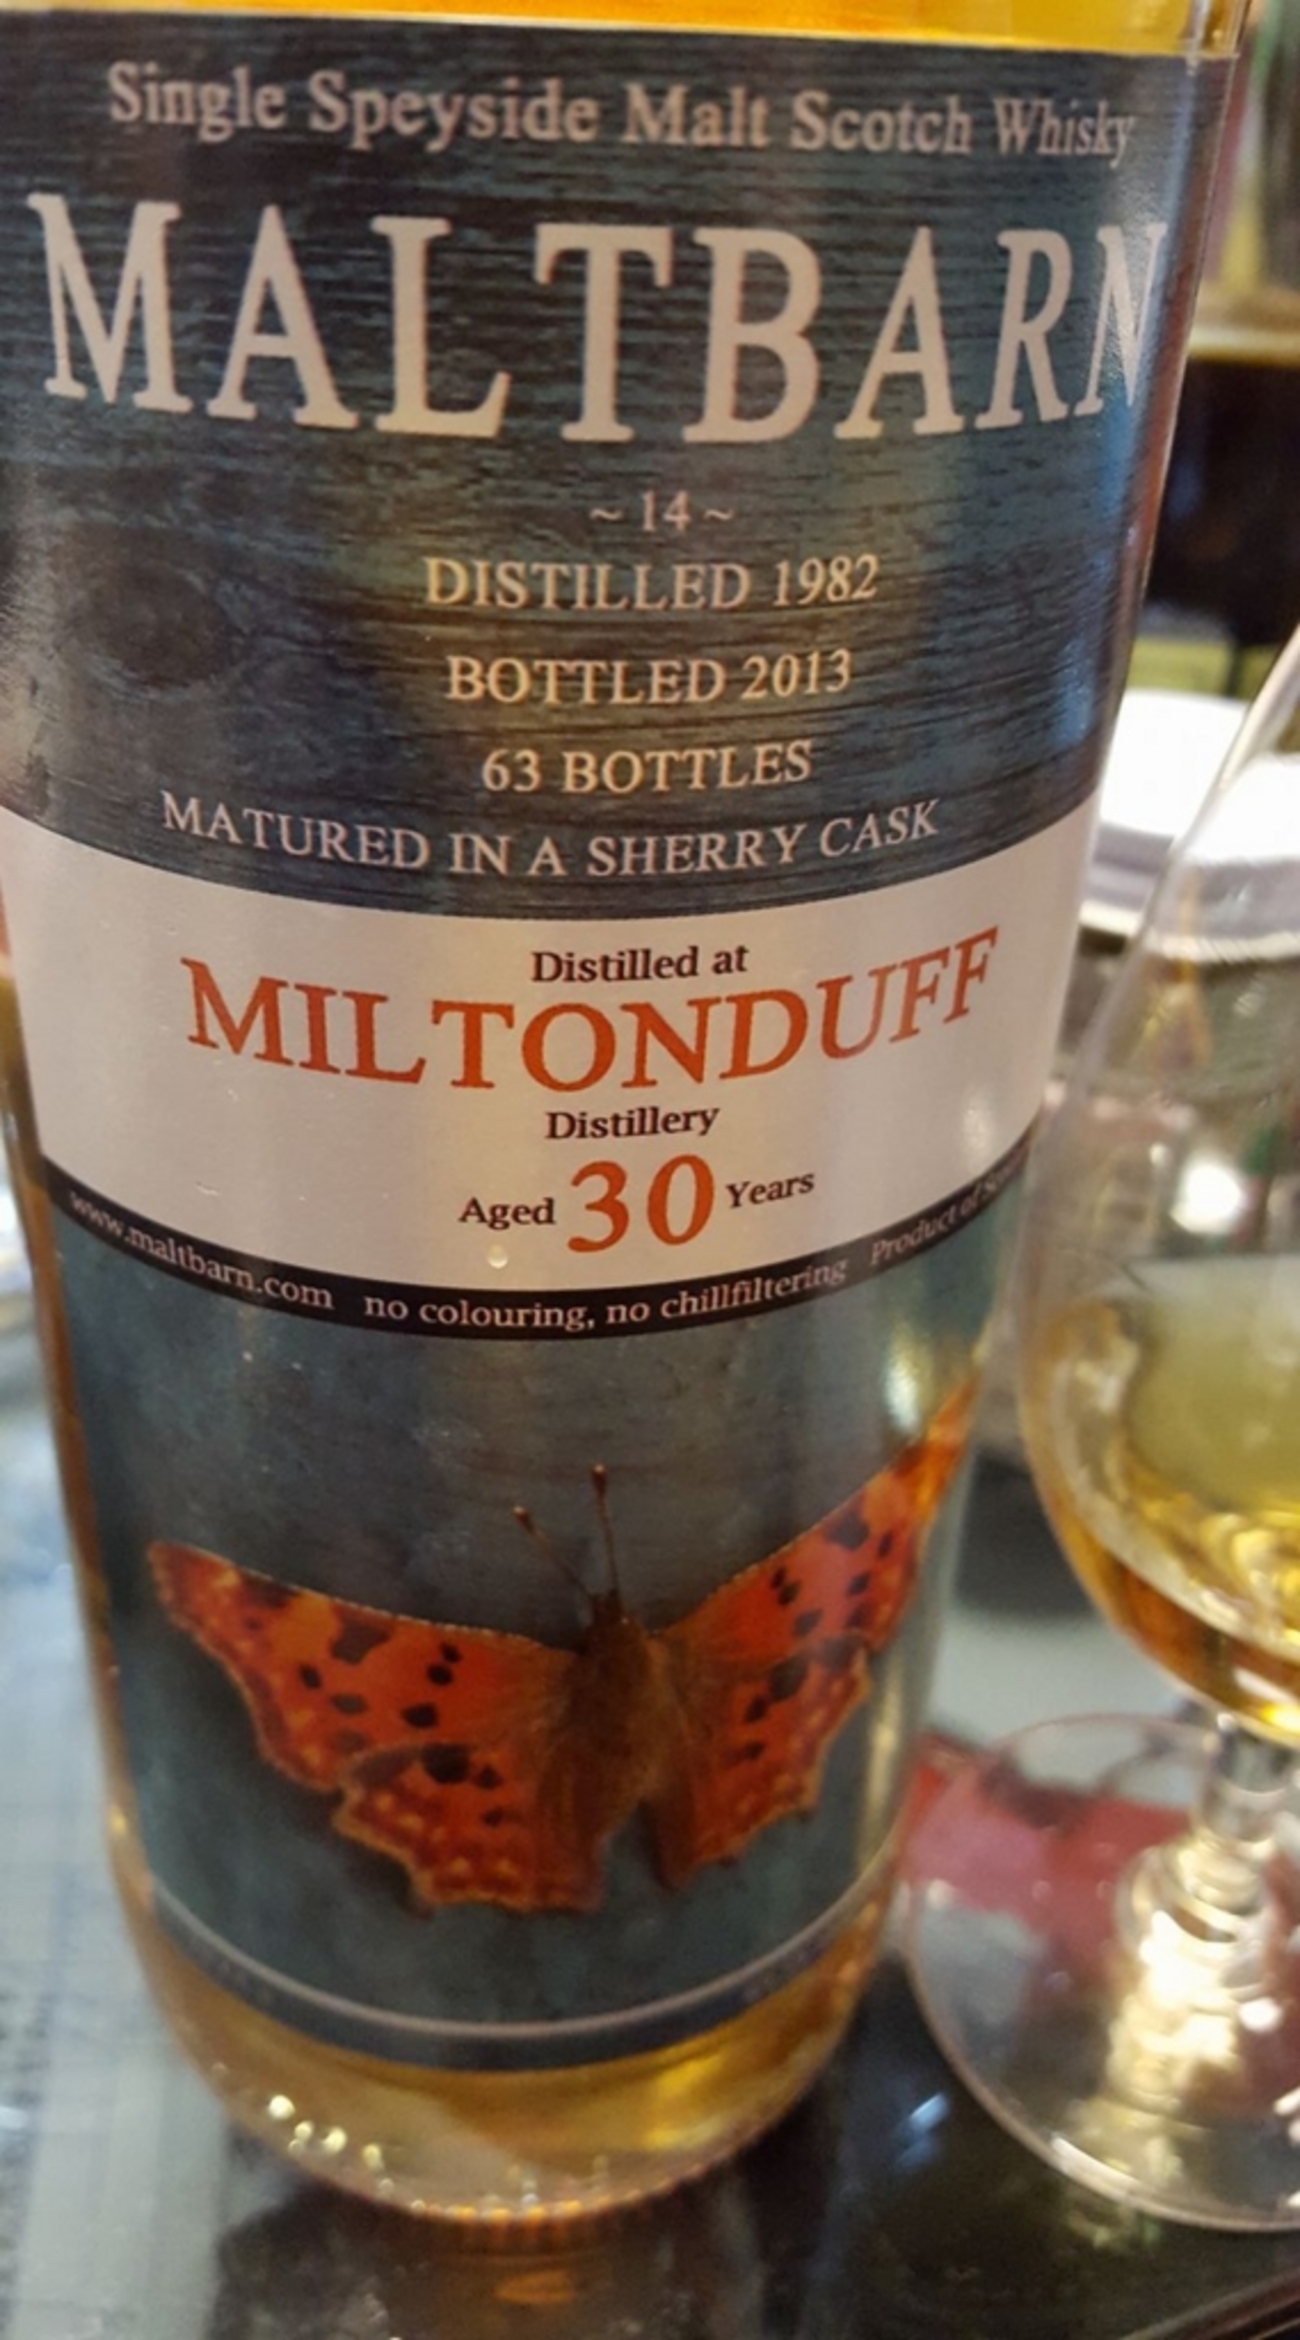 Single Speyside Malt Scotch Whisky
MALTBARN
~ 14 ~
DISTILLED 1982
BOTTLED 2013
63 BOTTLES
MATURED IN A SHERRY CASK
Distilled at
MILTONDUFF
Distillery
Aged 30 Years
www.maltbarn.com no colouring, no chillfiltering Product of